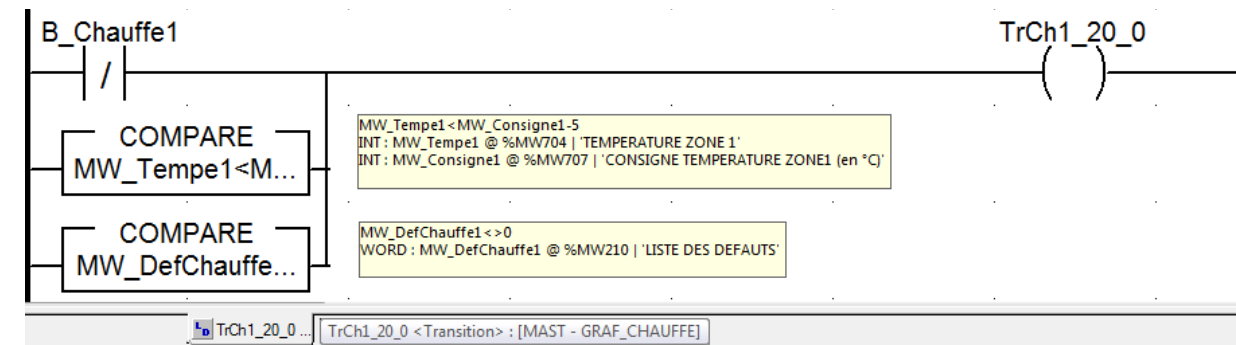 B_Chauffe1
TrCh1_20_0
/
( )
COMPARE
MW_Tempe1<M...
MW_Tempe1<MW_Consigne1-5
INT : MW_Tempe1 @ %MW704 | 'TEMPERATURE ZONE 1'
INT : MW_Consigne1 @ %MW707 | 'CONSIGNE TEMPERATURE ZONE1 (en °C)'
COMPARE
MW_DefChauffe...
MW_DefChauffe1<>0
WORD : MW_DefChauffe1 @ %MW210 | 'LISTE DES DEFAUTS'
LD TrCh1_20_0 ...
TrCh1_20_0 <Transition> : [MAST - GRAF_CHAUFFE]